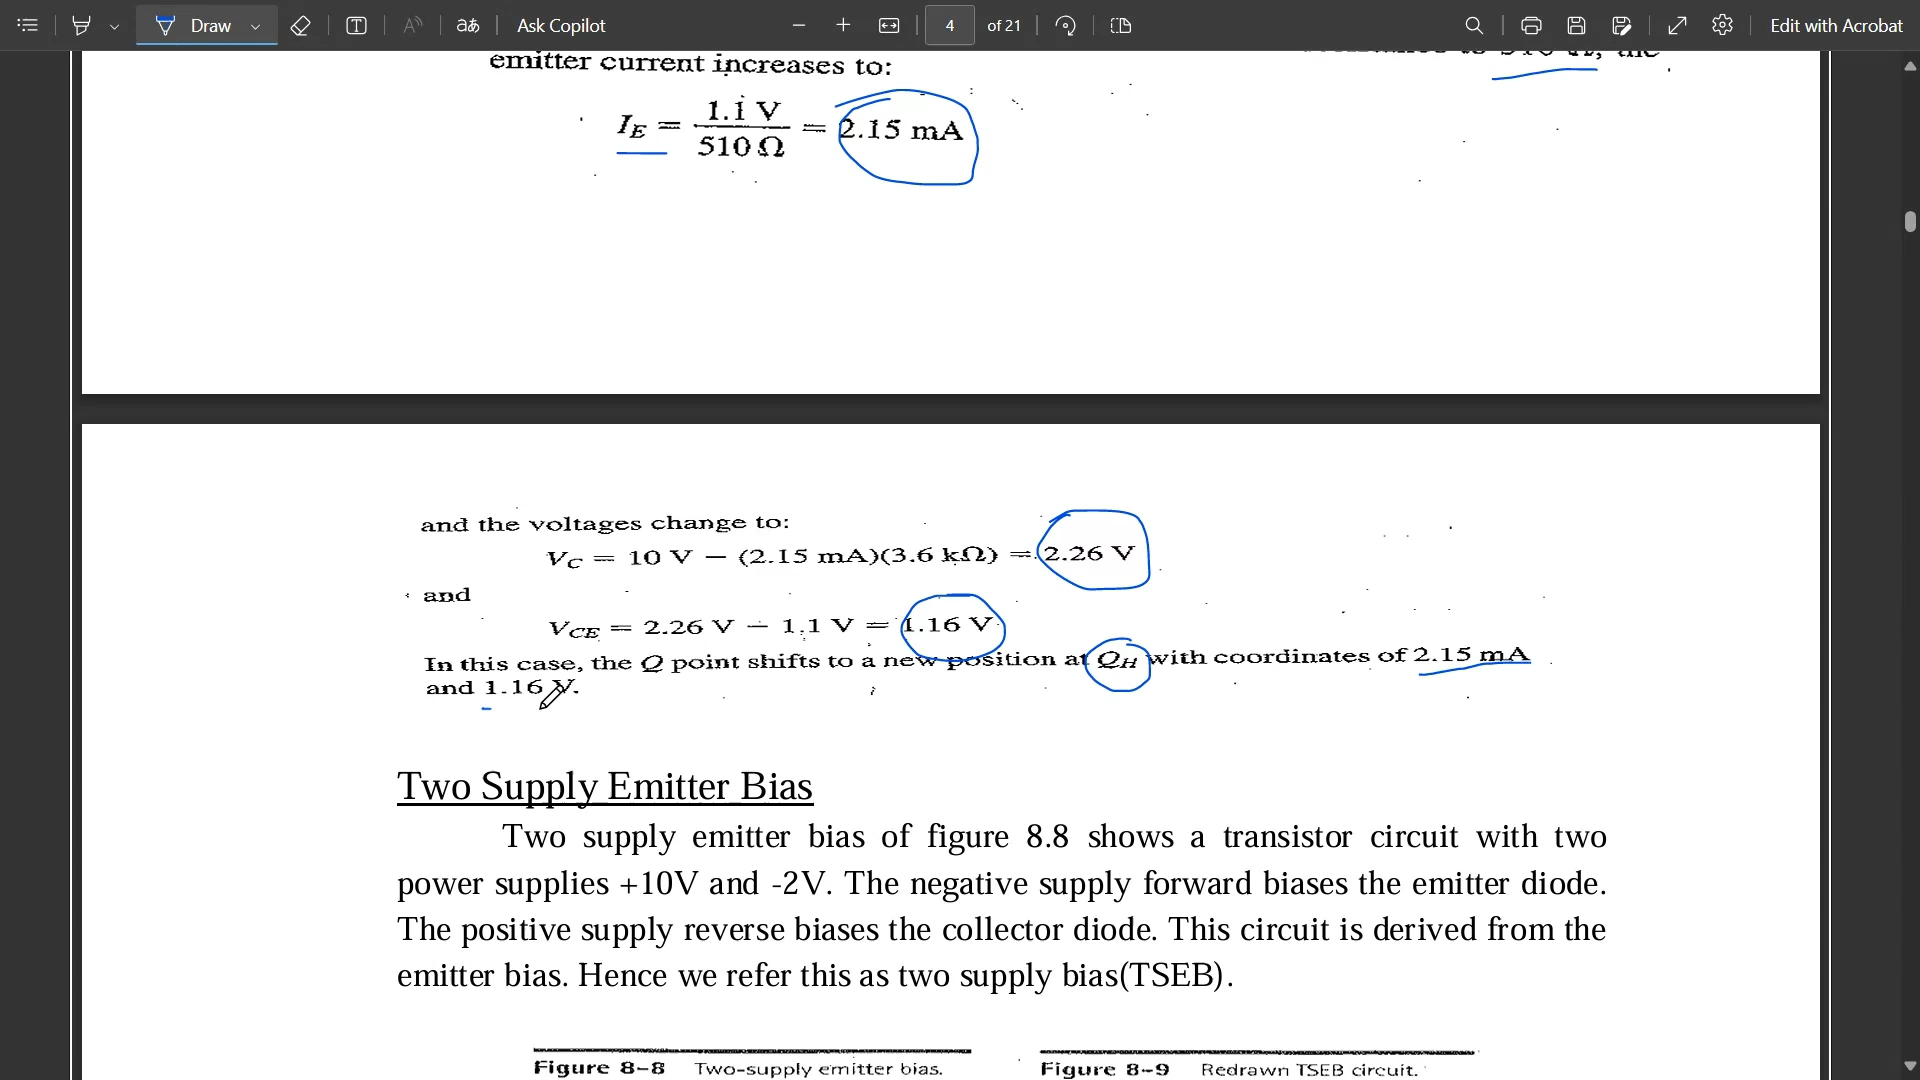 Draw
aあ
Ask Copilot
4
of 21
Edit with Acrobat
emitter current increases to:
510 Ω, the
I_E = 1.1 V / 510 Ω = 2.15 mA
and the voltages change to:
V_C = 10 V − (2.15 mA)(3.6 kΩ) = 2.26 V
and
V_CE = 2.26 V − 1.1 V = 1.16 V
In this case, the Q point shifts to a new position at Q_H with coordinates of 2.15 mA
and 1.16 V.
Two Supply Emitter Bias
Two supply emitter bias of figure 8.8 shows a transistor circuit with two
power supplies +10V and -2V. The negative supply forward biases the emitter diode.
The positive supply reverse biases the collector diode. This circuit is derived from the
emitter bias. Hence we refer this as two supply bias(TSEB).
Figure 8-8 Two-supply emitter bias.
Figure 8-9 Redrawn TSEB circuit.